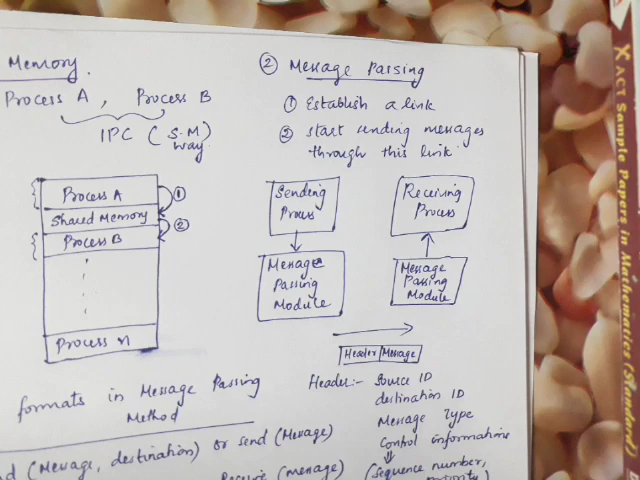 Memory.
Process A, Process B
IPC (S-M)
way.
Process A
Shared Memory
Process B
Process n
①
②
② Message Passing
① Establish a link
② start sending messages
through this link.
Sending
Process
Receiving
Process
Message
Passing
Module
Message
Passing
Module
Header Message
Header:- Source ID
destination ID
Message Type
Control informations
(Sequence number,
formats in Message Passing
Method
(Message, destination) or send (Message)
Receive (message)
X ACT Sample Papers in Mathematics (Standard)